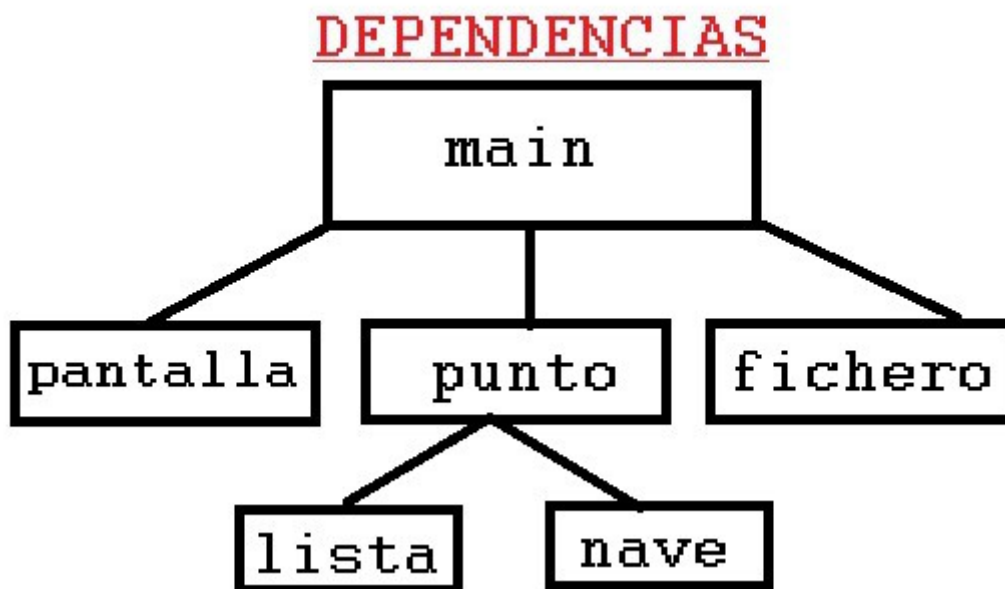 DEPENDENCIAS
main
pantalla
punto
fichero
lista
nave